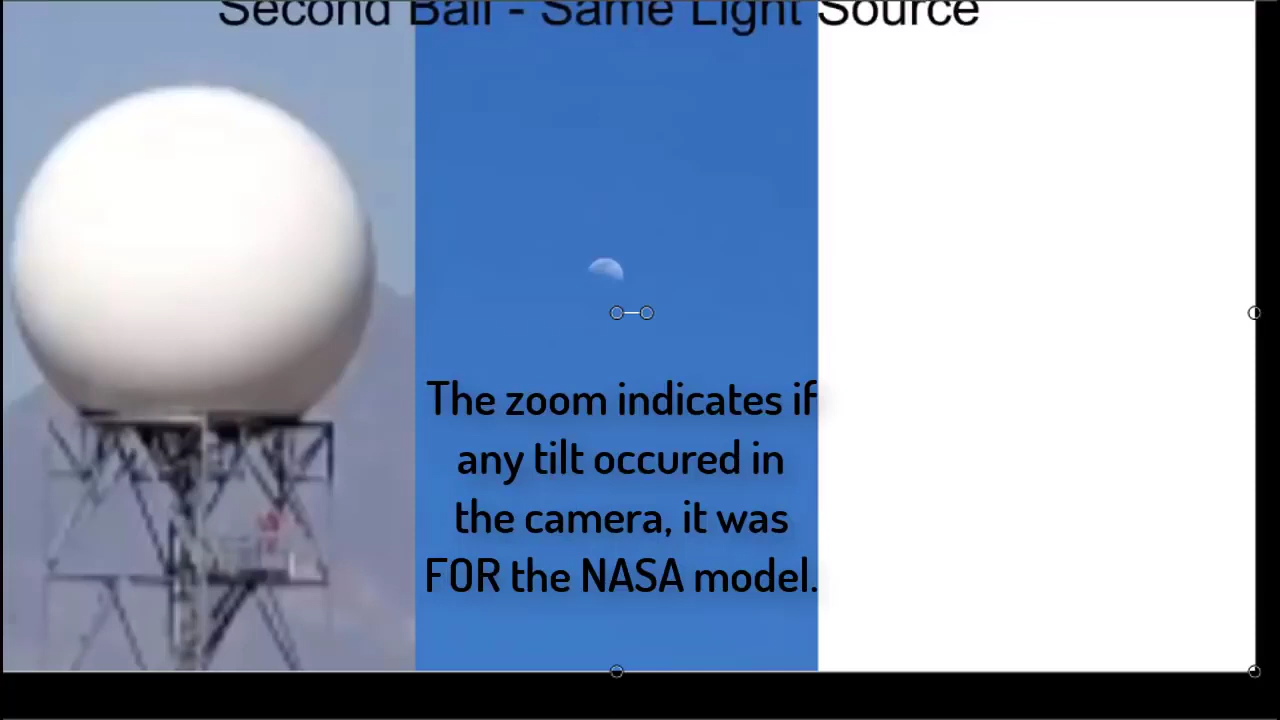 Second Ball - Same Light Source
The zoom indicates if
any tilt occured in
the camera, it was
FOR the NASA model.